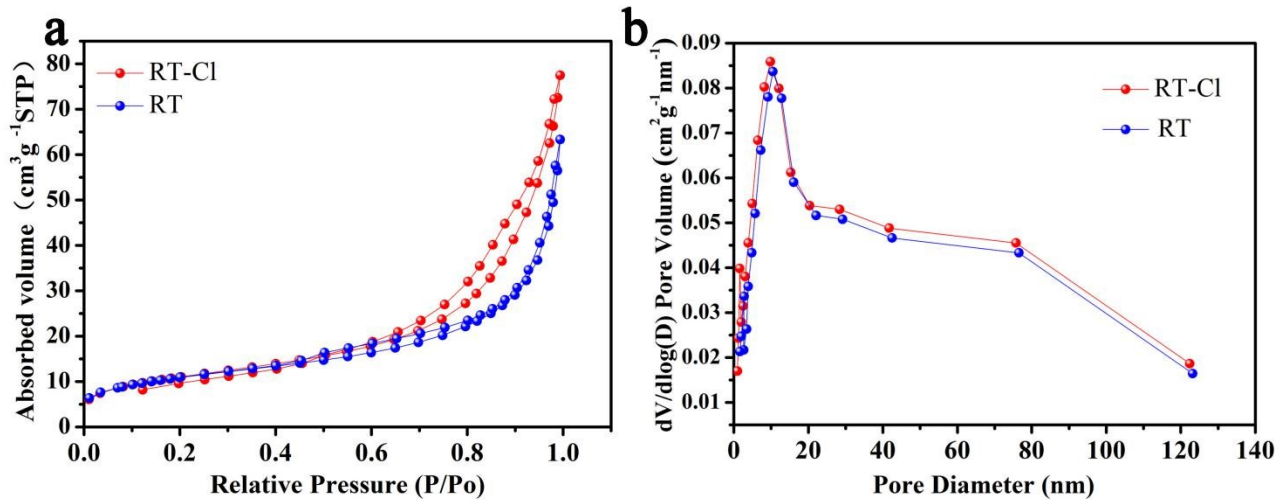 a
80
70
60
50
40
30
20
10
0
Absorbed volume (cm³g⁻¹STP)
RT-Cl
RT
0.0 0.2 0.4 0.6 0.8 1.0
Relative Pressure (P/Po)
b
0.09
0.08
0.07
0.06
0.05
0.04
0.03
0.02
0.01
dV/dlog(D) Pore Volume (cm²g⁻¹nm⁻¹)
RT-Cl
RT
0 20 40 60 80 100 120 140
Pore Diameter (nm)